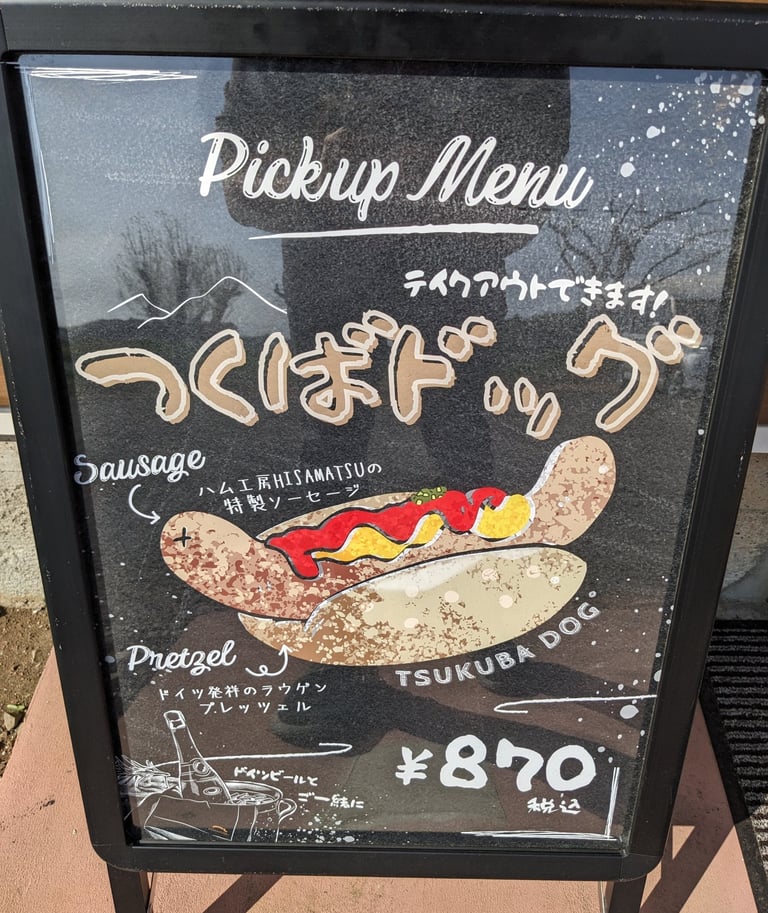 Pickup Menu
テイクアウトできます!
つくばドッグ
Sausage
ハム工房HISAMATSUの
特製ソーセージ
Pretzel
ドイツ発祥のラウゲン
プレッツェル
TSUKUBA DOG
ドイツビールと
ご一緒に
¥870
税込